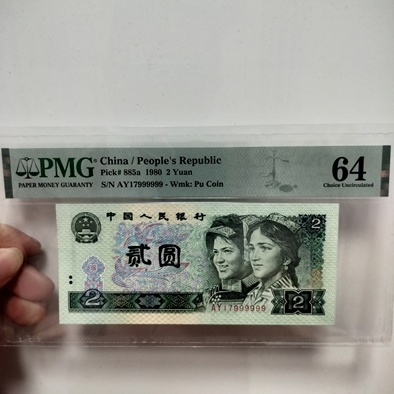 PMG
PAPER MONEY GUARANTY
China / People's Republic
Pick# 885a 1980 2 Yuan
S/N AY17999999 - Wmk: Pu Coin
64
Choice Uncirculated
中国人民银行
2
贰圆
2
2
AY17999999